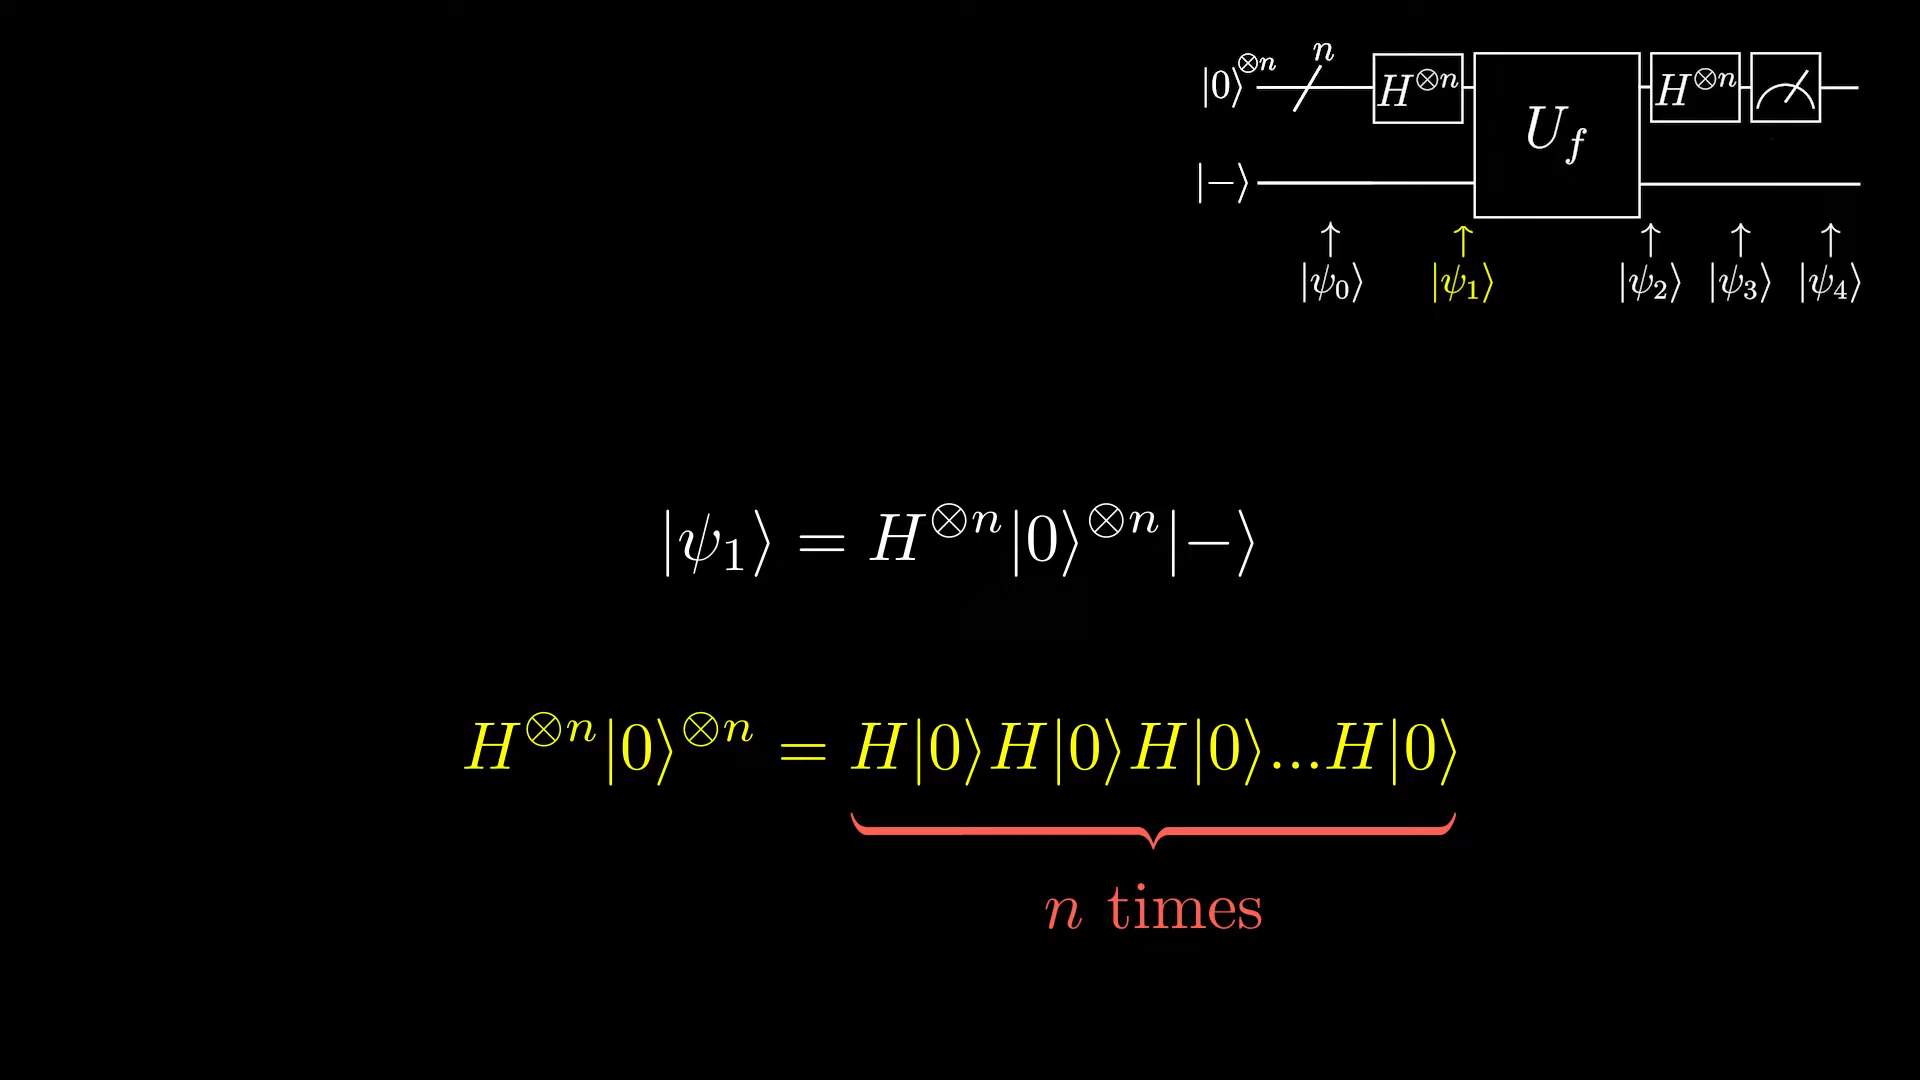 |0⟩^{⊗n} n H^{⊗n} U_f H^{⊗n}
|−⟩
↑ ↑ ↑ ↑ ↑
|ψ_0⟩ |ψ_1⟩ |ψ_2⟩ |ψ_3⟩ |ψ_4⟩
|ψ_1⟩ = H^{⊗n}|0⟩^{⊗n}|−⟩
H^{⊗n}|0⟩^{⊗n} = H|0⟩H|0⟩H|0⟩...H|0⟩
n times